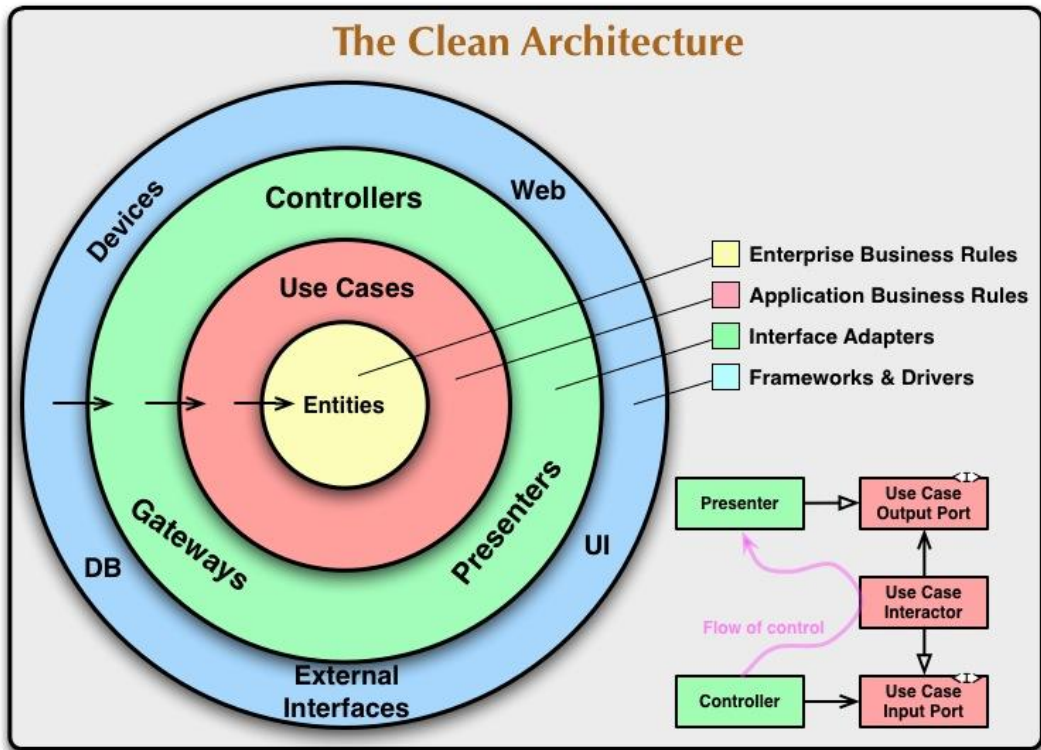 The Clean Architecture
Devices
Controllers
Web
Use Cases
Entities
Gateways
Presenters
DB
UI
External
Interfaces
Enterprise Business Rules
Application Business Rules
Interface Adapters
Frameworks & Drivers
Presenter
<I>
Use Case
Output Port
Use Case
Interactor
Flow of control
Controller
<I>
Use Case
Input Port